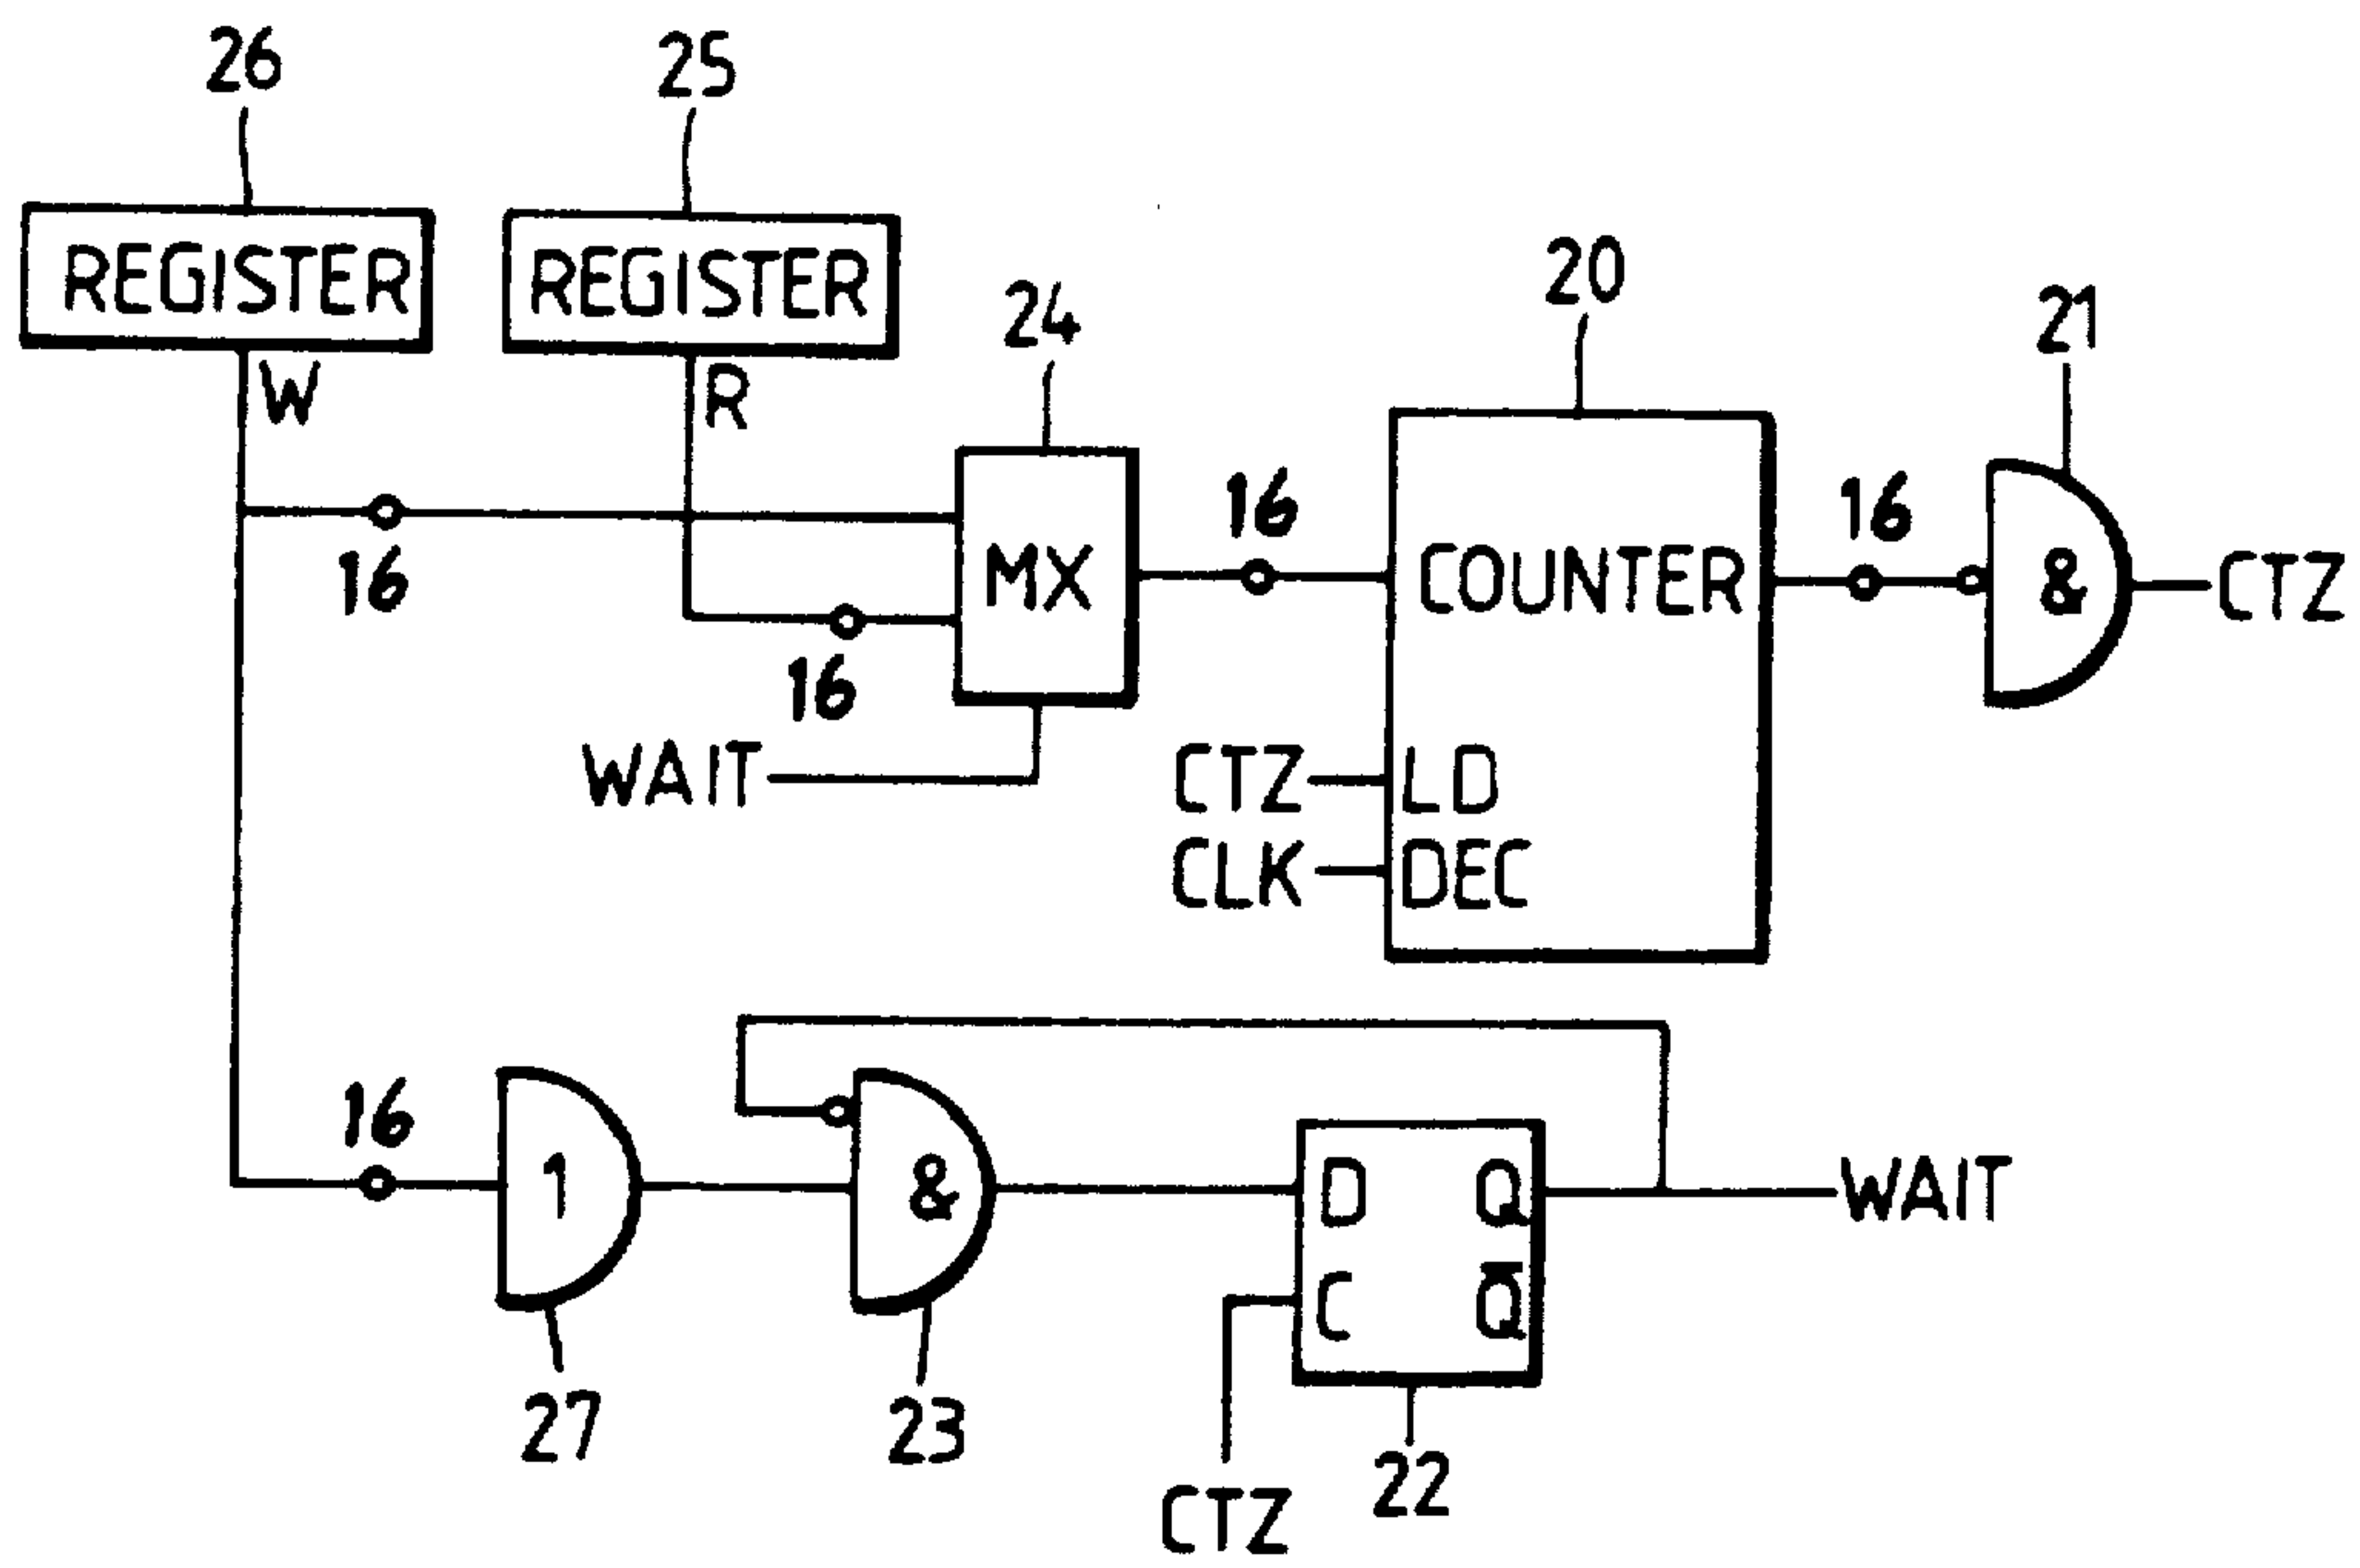 26
25
REGISTER
REGISTER
24
20
21
W
R
16
16
16
16
MX
COUNTER
&
CTZ
WAIT
CTZ
LD
CLK
DEC
16
1
&
D
Q
C
Q̅
WAIT
27
23
22
CTZ